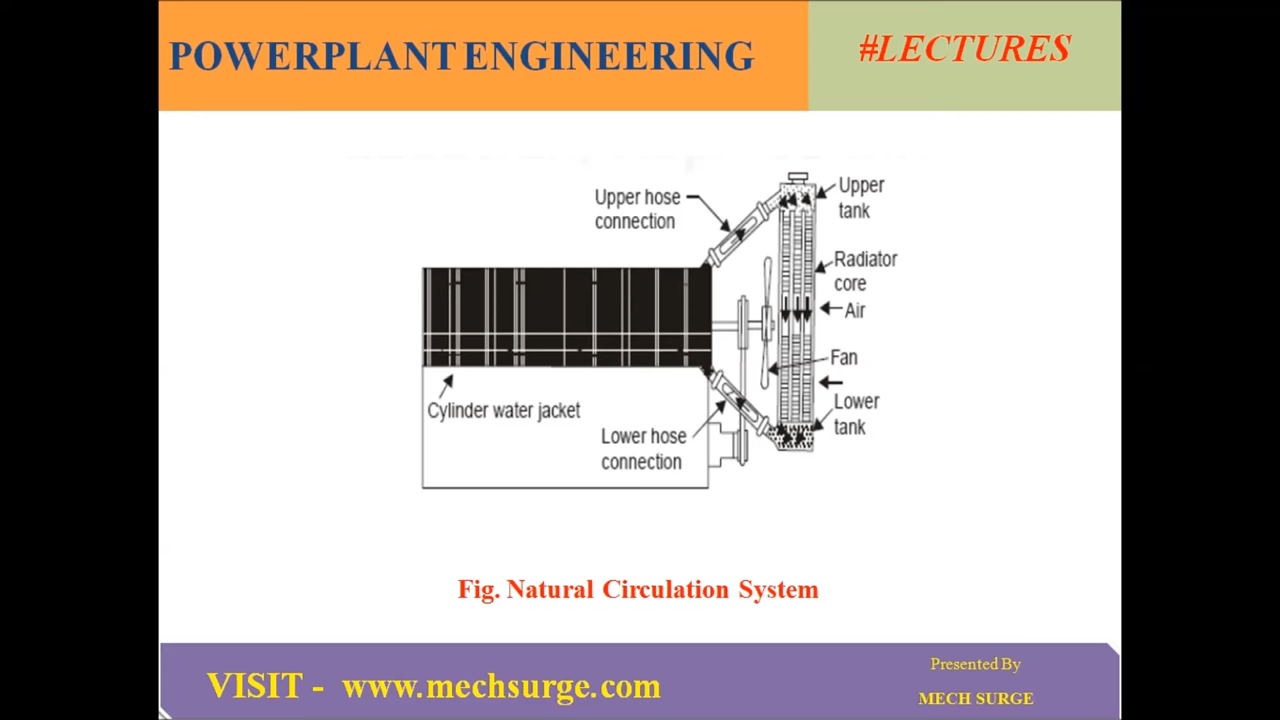 POWERPLANT ENGINEERING
#LECTURES
Upper hose
connection
Upper
tank
Radiator
core
Air
Fan
Cylinder water jacket
Lower hose
connection
Lower
tank
Fig. Natural Circulation System
VISIT - www.mechsurge.com
Presented By
MECH SURGE